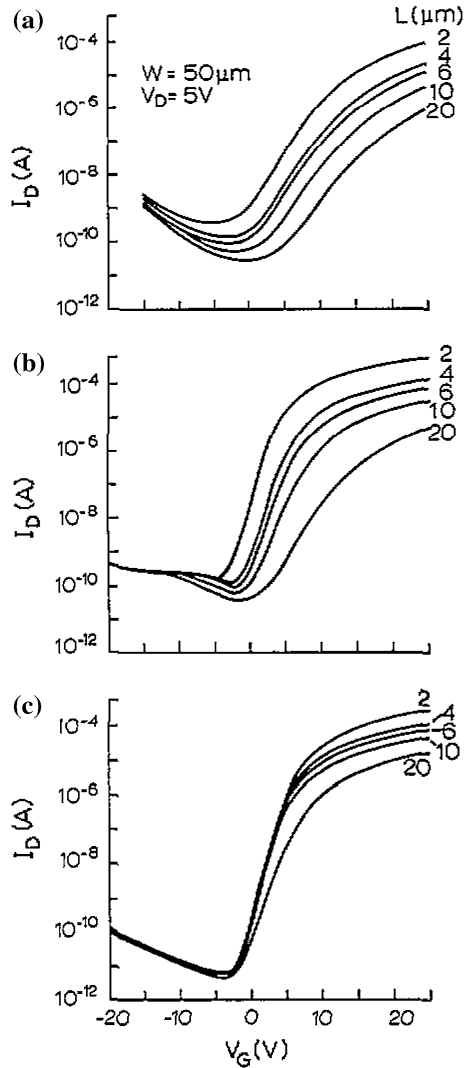 (a)
L(μm)
10⁻⁴
10⁻⁶
10⁻⁸
10⁻¹⁰
10⁻¹²
I_D(A)
W = 50μm
V_D = 5V
2
4
6
10
20
(b)
10⁻⁴
10⁻⁶
10⁻⁸
10⁻¹⁰
10⁻¹²
I_D(A)
2
4
6
10
20
(c)
10⁻⁴
10⁻⁶
10⁻⁸
10⁻¹⁰
10⁻¹²
I_D(A)
2
4
6
10
20
-20 -10 0 10 20
V_G(V)